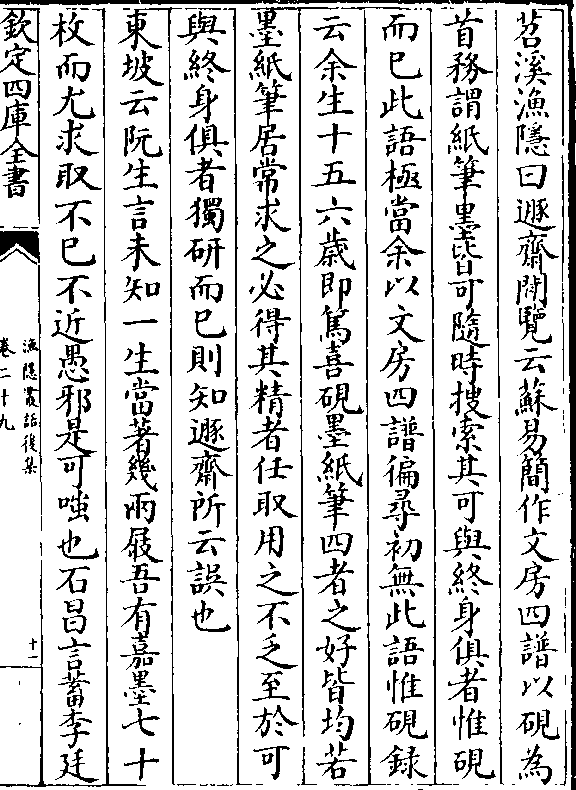 苕溪漁隱曰遯齋閒覽云蘇易簡作文房四譜以硯為
首務謂紙筆墨皆可隨時搜索其可與終身俱者惟硯
而已此語極當余以文房四譜徧尋初無此語惟硯録
云余生十五六歲即篤喜硯墨紙筆四者之好皆均若
墨紙筆居常求之必得其精者任取用之不乏至於可
與終身俱者獨研而已則知遯齋所云誤也
東坡云阮生言未知一生當著幾兩屐吾有嘉墨七十
枚而尤求取不已不近愚邪是可嗤也石昌言蓄李廷
欽定四庫全書
漁隱叢話後集
卷二十九
十一